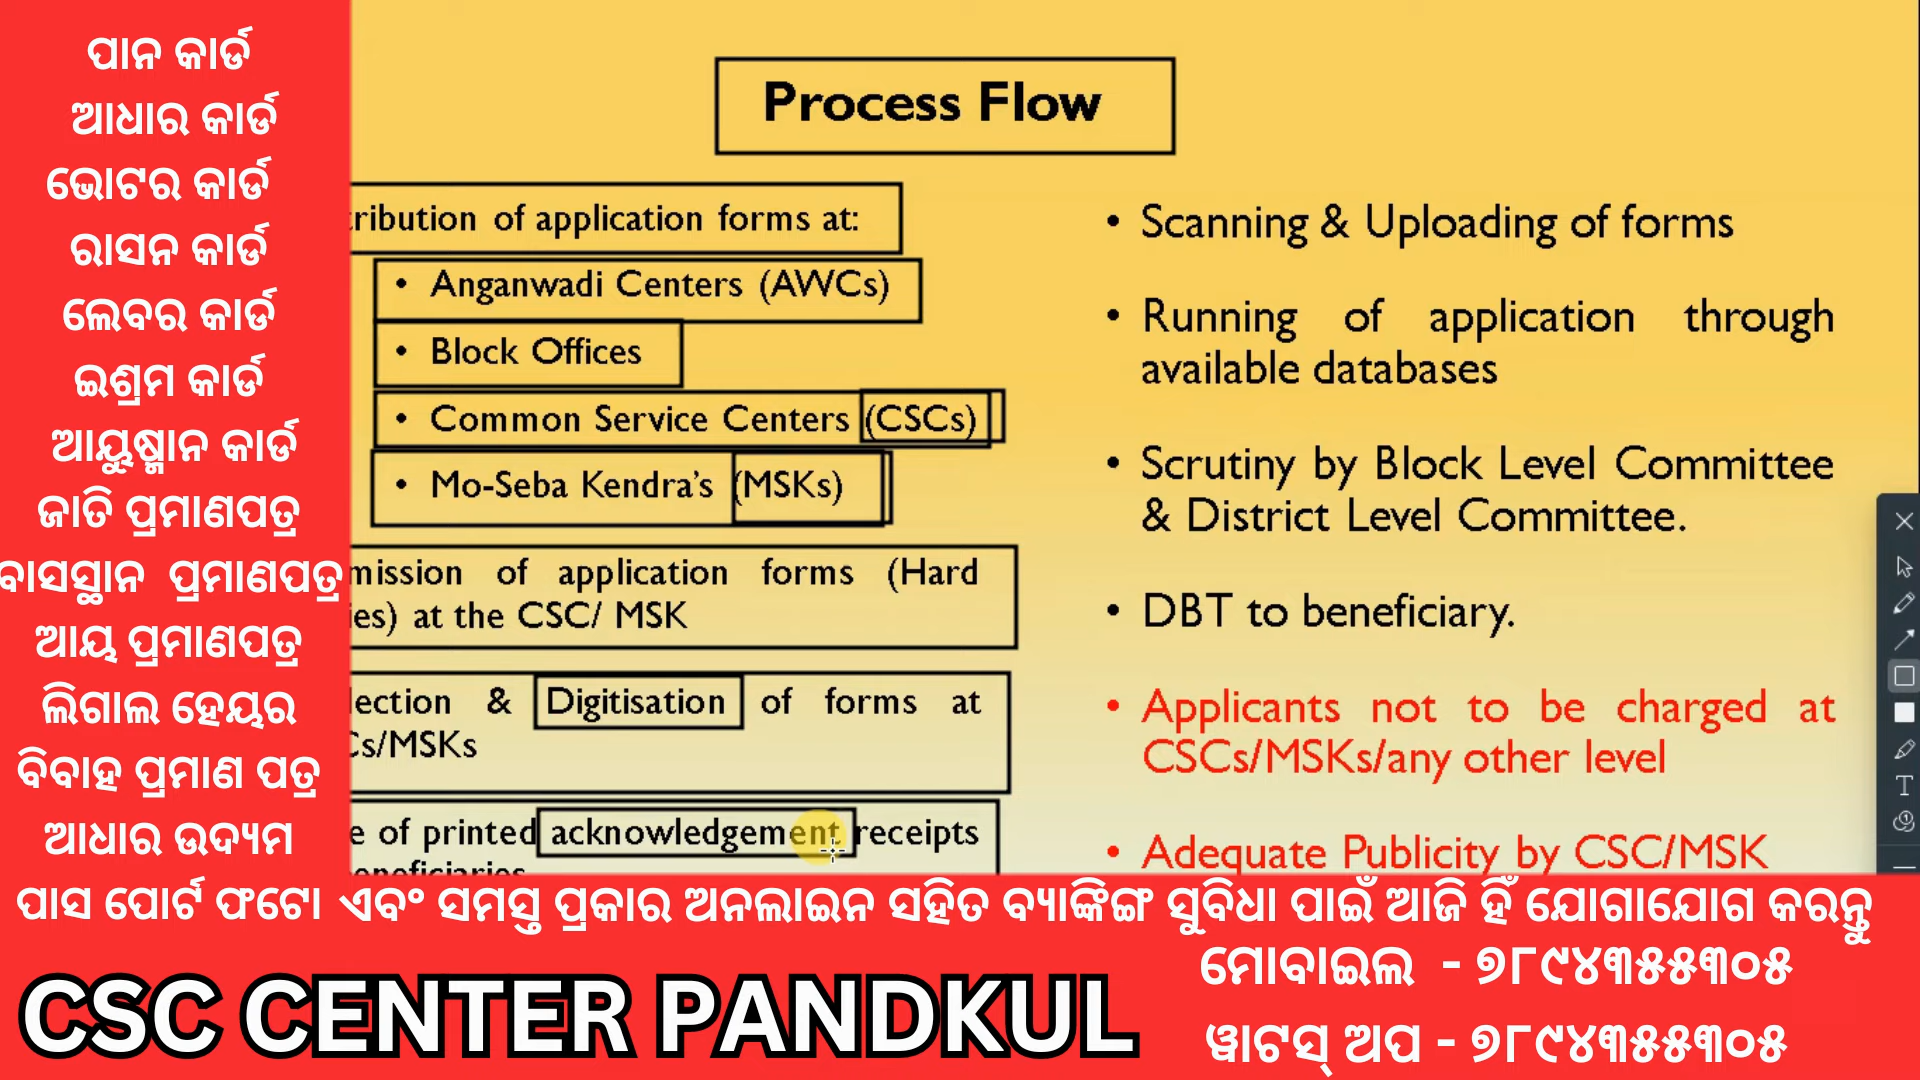 ପାନ କାର୍ଡ
ଆଧାର କାର୍ଡ
ଭୋଟର କାର୍ଡ
ରାସନ କାର୍ଡ
ଲେବର କାର୍ଡ
ଇଶ୍ରମ କାର୍ଡ
ଆୟୁଷ୍ମାନ କାର୍ଡ
ଜାତି ପ୍ରମାଣପତ୍ର
ବାସସ୍ଥାନ ପ୍ରମାଣପତ୍ର
ଆୟ ପ୍ରମାଣପତ୍ର
ଲିଗାଲ ହେୟର
ବିବାହ ପ୍ରମାଣ ପତ୍ର
ଆଧାର ଉଦ୍ୟମ
Process Flow
tribution of application forms at:
• Anganwadi Centers (AWCs)
• Block Offices
• Common Service Centers (CSCs)
• Mo-Seba Kendra's (MSKs)
mission of application forms (Hard
ies) at the CSC/ MSK
lection & Digitisation of forms at
Cs/MSKs
e of printed acknowledgement receipts
eneficiaries
• Scanning & Uploading of forms
• Running of application through
available databases
• Scrutiny by Block Level Committee
& District Level Committee.
• DBT to beneficiary.
• Applicants not to be charged at
CSCs/MSKs/any other level
• Adequate Publicity by CSC/MSK
ପାସ ପୋର୍ଟ ଫଟୋ ଏବଂ ସମସ୍ତ ପ୍ରକାର ଅନଲାଇନ ସହିତ ବ୍ୟାଙ୍କିଙ୍ଗ ସୁବିଧା ପାଇଁ ଆଜି ହିଁ ଯୋଗାଯୋଗ କରନ୍ତୁ
CSC CENTER PANDKUL
ମୋବାଇଲ - ୭୮୯୪୩୫୫୩୦୫
ୱାଟସ୍ ଅପ - ୭୮୯୪୩୫୫୩୦୫